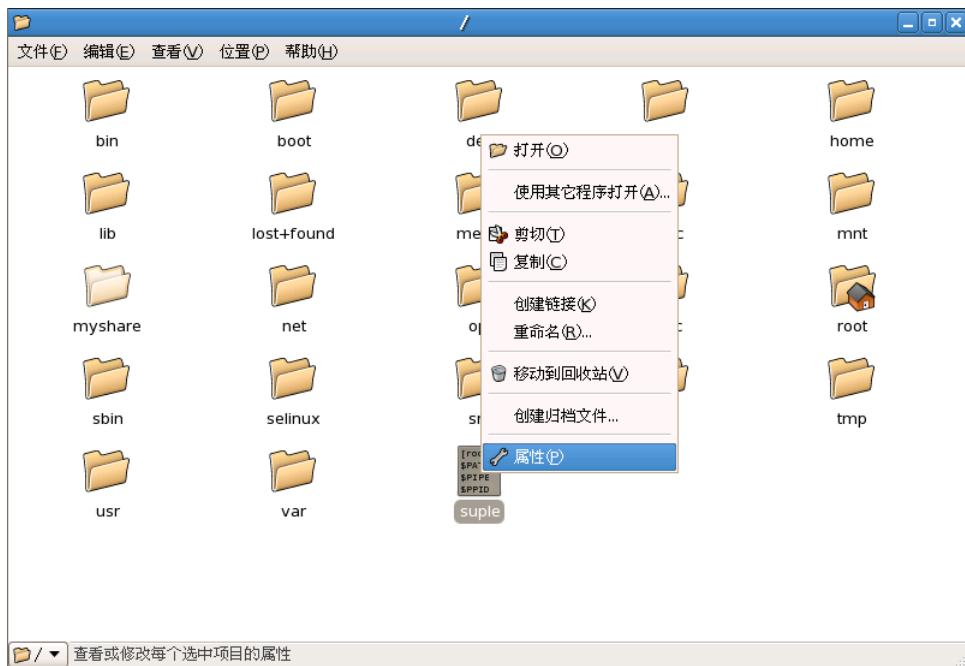 /
文件(F) 编辑(E) 查看(V) 位置(P) 帮助(H)
bin boot home
lib lost+found mnt
myshare net root
sbin selinux tmp
usr var suple
打开(O)
使用其它程序打开(A)...
剪切(T)
复制(C)
创建链接(K)
重命名(R)...
移动到回收站(V)
创建归档文件...
属性(P)
$PIPE
$PPID
/ 查看或修改每个选中项目的属性